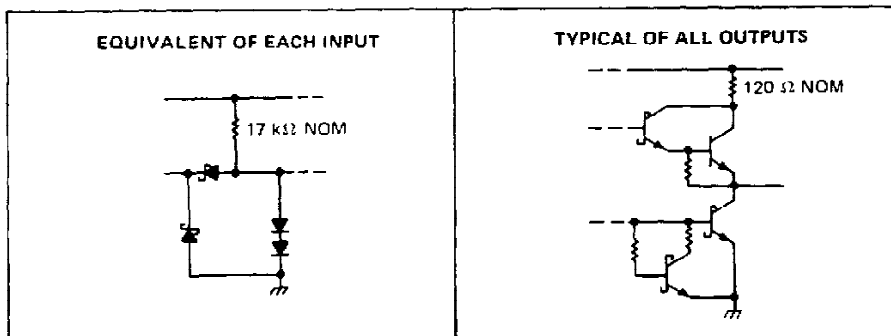 EQUIVALENT OF EACH INPUT
17 kΩ NOM
TYPICAL OF ALL OUTPUTS
120 Ω NOM